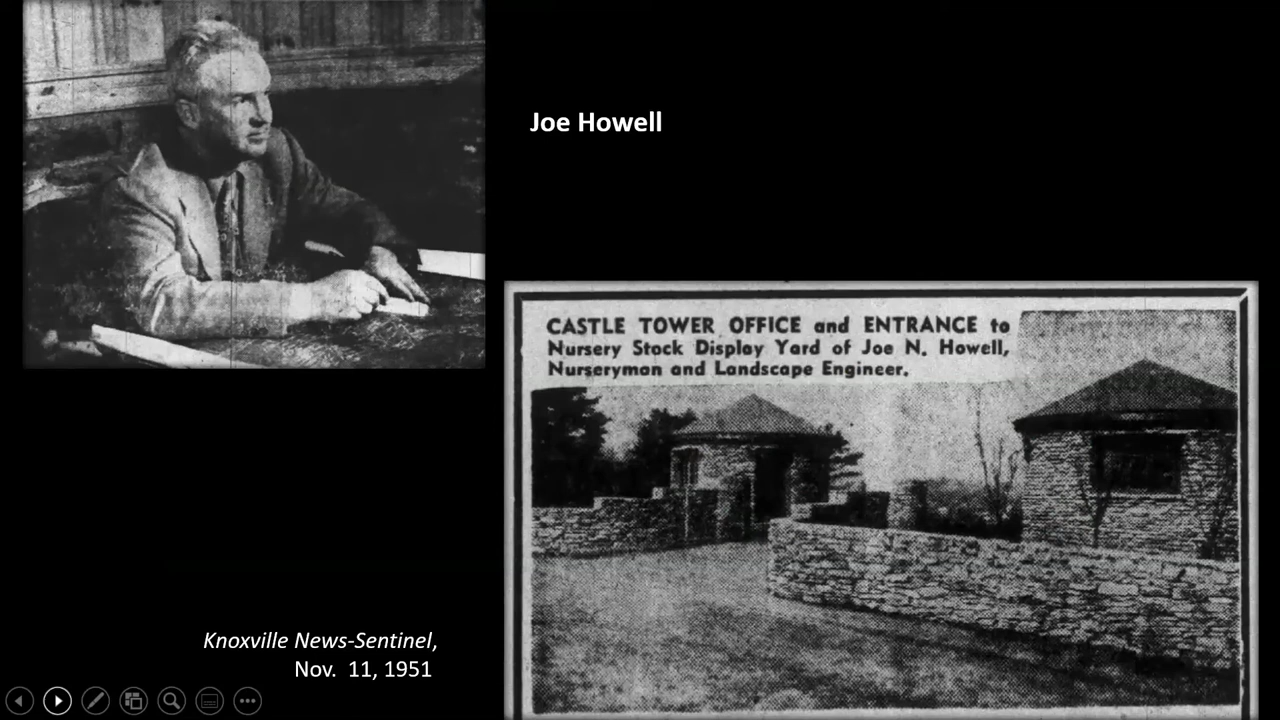 Joe Howell
CASTLE TOWER OFFICE and ENTRANCE to
Nursery Stock Display Yard of Joe N. Howell,
Nurseryman and Landscape Engineer.
Knoxville News-Sentinel,
Nov. 11, 1951